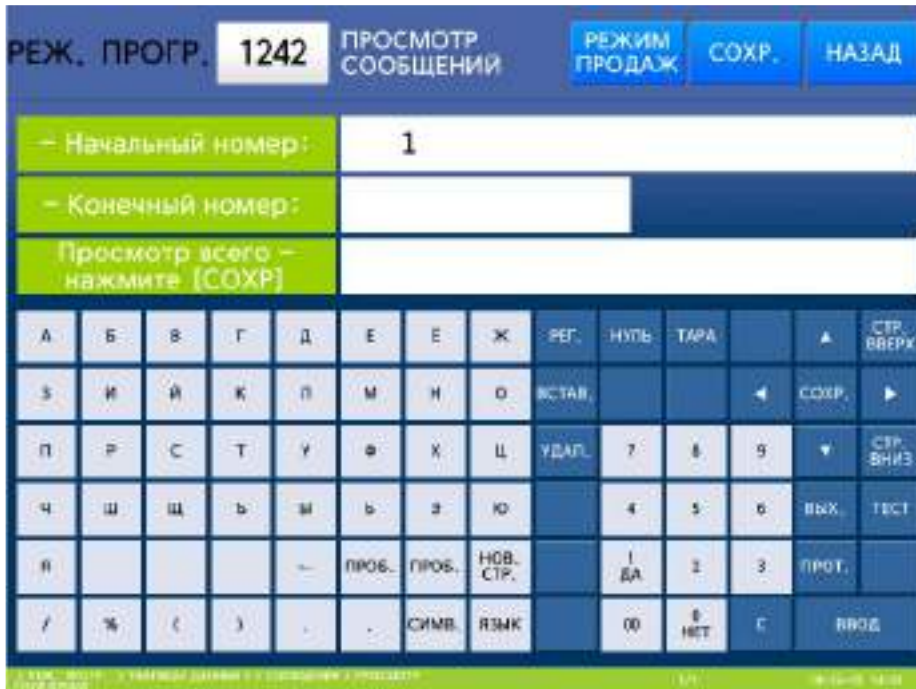 РЕЖ. ПРОГР. 1242 ПРОСМОТР СООБЩЕНИЙ РЕЖИМ ПРОДАЖ СОХР. НАЗАД
- Начальный номер: 1
- Конечный номер:
Просмотр всего -
нажмите [СОХР]
А Б В Г Д Е Ё Ж РЕГ. НУЛЬ ТАРА ▲ СТР. ВВЕРХ
З И Й К Л М Н О ВСТАВ. ◀ СОХР. ▶
П Р С Т У Ф Х Ц УДАЛ. 7 8 9 ▼ СТР. ВНИЗ
Ч Ш Щ Ъ Ы Ь Э Ю 4 5 6 ВЫХ. ТЕСТ
Я ПРОБ. ПРОБ. НОВ. СТР. 1 ДА 2 3 ПРОТ.
/ % ( ) СИМВ. ЯЗЫК 00 0 НЕТ С ВВОД
1/1